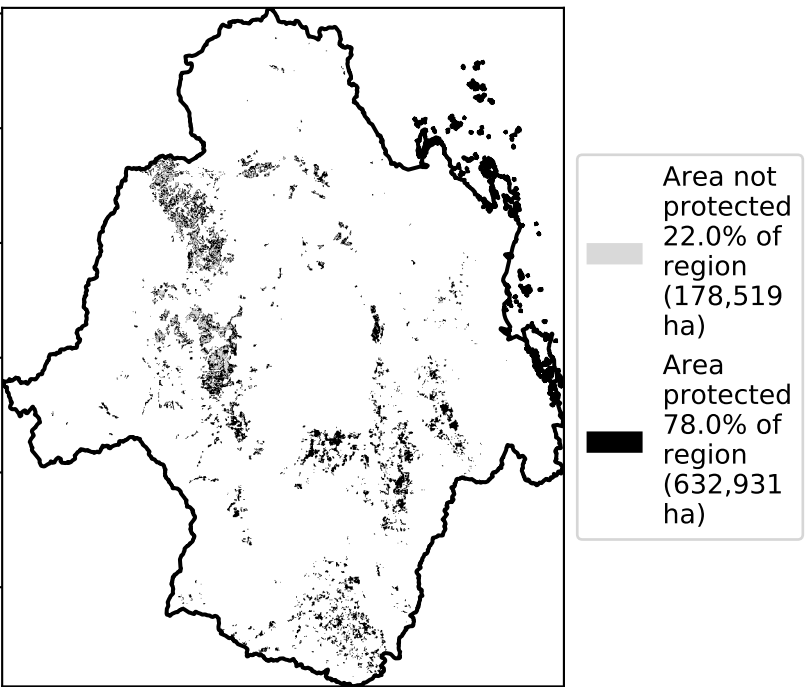 Area not
protected
22.0% of
region
(178,519
ha)
Area
protected
78.0% of
region
(632,931
ha)